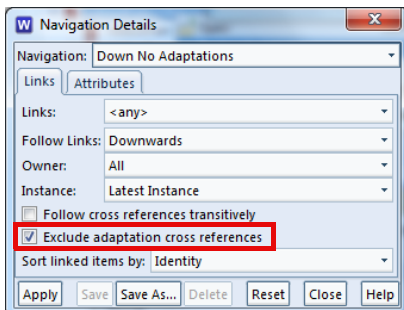 W Navigation Details X
Navigation: Down No Adaptations
Links Attributes
Links: <any>
Follow Links: Downwards
Owner: All
Instance: Latest Instance
Follow cross references transitively
Exclude adaptation cross references
Sort linked items by: Identity
Apply Save Save As... Delete Reset Close Help